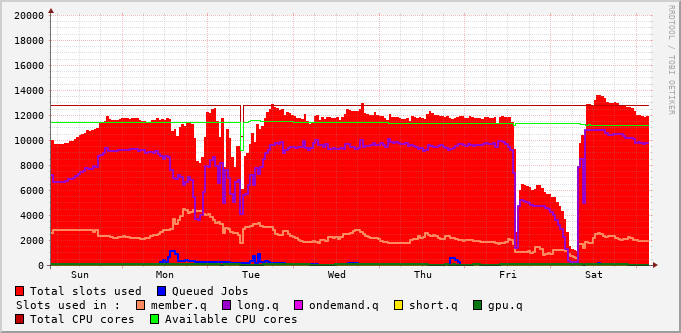 20000
18000
16000
14000
12000
10000
8000
6000
4000
2000
0
Sun Mon Tue Wed Thu Fri Sat
RRDTOOL / TOBI OETIKER
Total slots used Queued Jobs
Slots used in : member.q long.q ondemand.q short.q gpu.q
Total CPU cores Available CPU cores